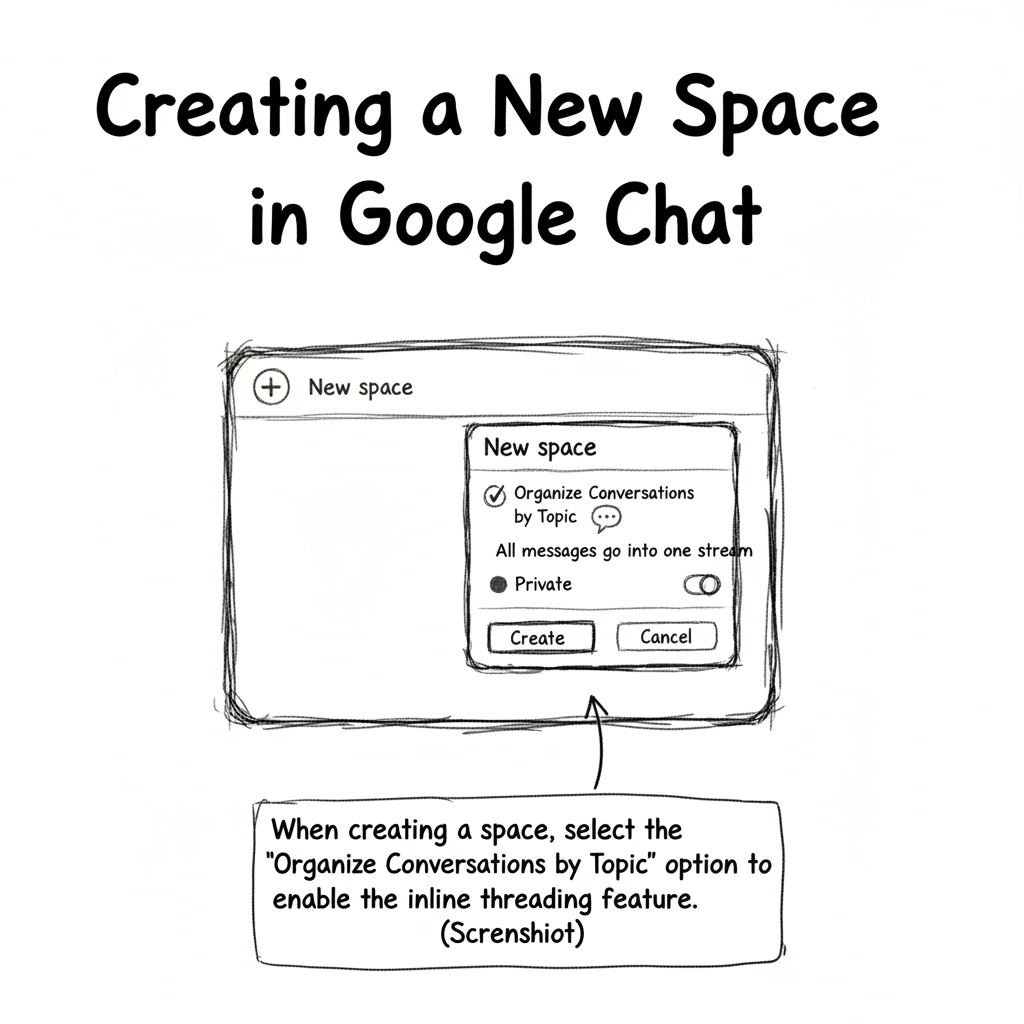 Creating a New Space
in Google Chat
New space
New space
Organize Conversations
by Topic
All messages go into one stream
Private
Create
Cancel
When creating a space, select the
"Organize Conversations by Topic" option to
enable the inline threading feature.
(Screnshiot)